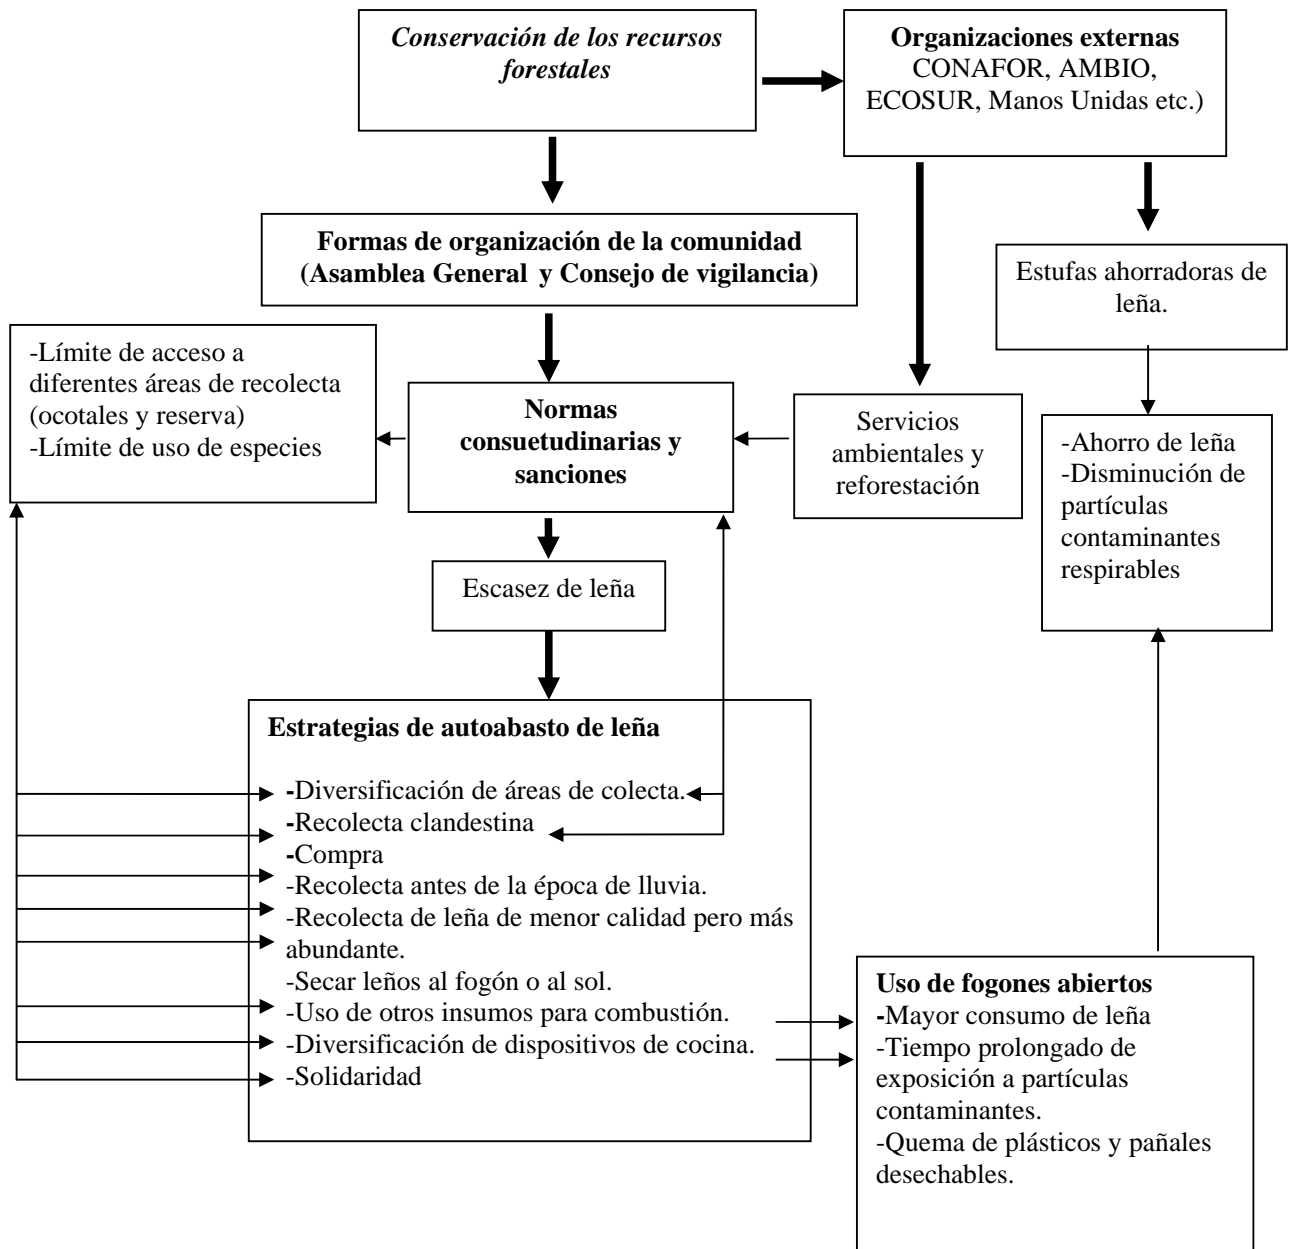 Conservación de los recursos
forestales
Organizaciones externas
CONAFOR, AMBIO,
ECOSUR, Manos Unidas etc.)
Formas de organización de la comunidad
(Asamblea General y Consejo de vigilancia)
Estufas ahorradoras de
leña.
-Límite de acceso a
diferentes áreas de recolecta
(ocotales y reserva)
-Límite de uso de especies
Normas
consuetudinarias y
sanciones
Servicios
ambientales y
reforestación
-Ahorro de leña
-Disminución de
partículas
contaminantes
respirables
Escasez de leña
Estrategias de autoabasto de leña
-Diversificación de áreas de colecta.
-Recolecta clandestina
-Compra
-Recolecta antes de la época de lluvia.
-Recolecta de leña de menor calidad pero más
abundante.
-Secar leños al fogón o al sol.
-Uso de otros insumos para combustión.
-Diversificación de dispositivos de cocina.
-Solidaridad
Uso de fogones abiertos
-Mayor consumo de leña
-Tiempo prolongado de
exposición a partículas
contaminantes.
-Quema de plásticos y pañales
desechables.